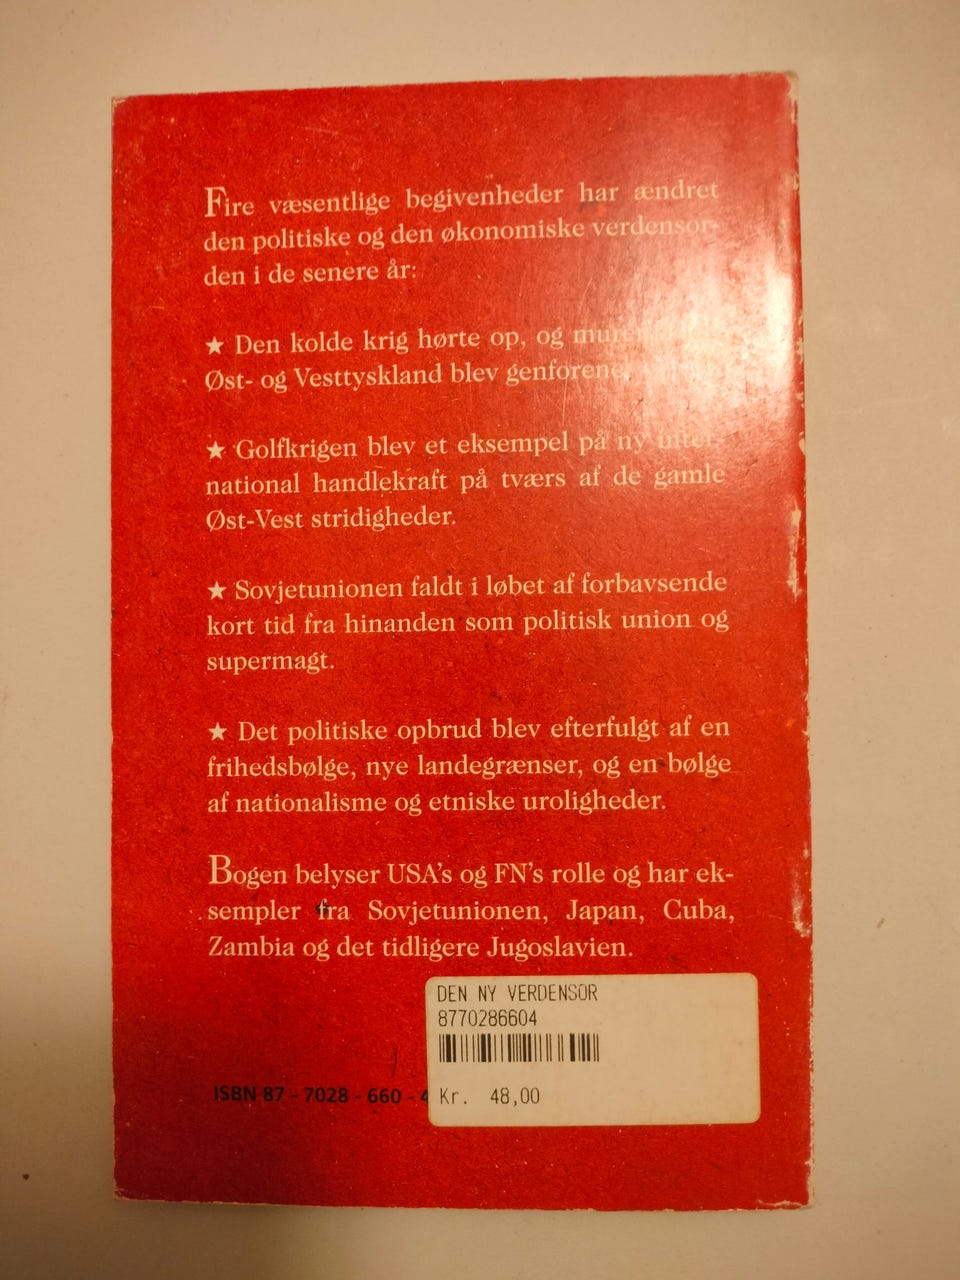 Fire væsentlige begivenheder har ændret
den politiske og den økonomiske verdensor-
den i de senere år:
★ Den kolde krig hørte op, og
Øst- og Vesttyskland blev genforenet,
★ Golfkrigen blev et eksempel på ny inter-
national handlekraft på tværs af de gamle
Øst-Vest stridigheder.
★ Sovjetunionen faldt i løbet af forbavsende
kort tid fra hinanden som politisk union og
supermagt.
★ Det politiske opbrud blev efterfulgt af en
frihedsbølge, nye landegrænser, og en bølge
af nationalisme og etniske uroligheder.
Bogen belyser USA's og FN's rolle og har ek-
sempler fra Sovjetunionen, Japan, Cuba,
Zambia og det tidligere Jugoslavien.
DEN NY VERDENSOR
8770286604
ISBN 87 - 7028 - 660 - 4
Kr. 48,00